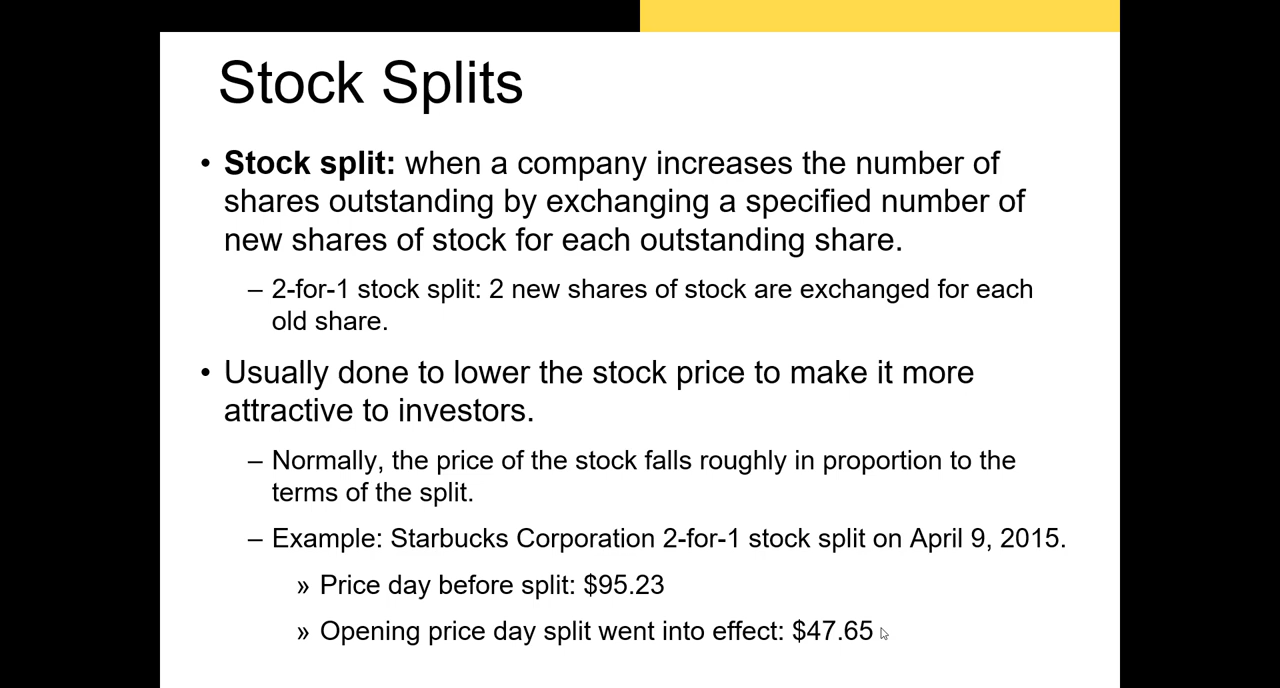 Stock Splits
• Stock split: when a company increases the number of
shares outstanding by exchanging a specified number of
new shares of stock for each outstanding share.
– 2-for-1 stock split: 2 new shares of stock are exchanged for each
old share.
• Usually done to lower the stock price to make it more
attractive to investors.
– Normally, the price of the stock falls roughly in proportion to the
terms of the split.
– Example: Starbucks Corporation 2-for-1 stock split on April 9, 2015.
» Price day before split: $95.23
» Opening price day split went into effect: $47.65